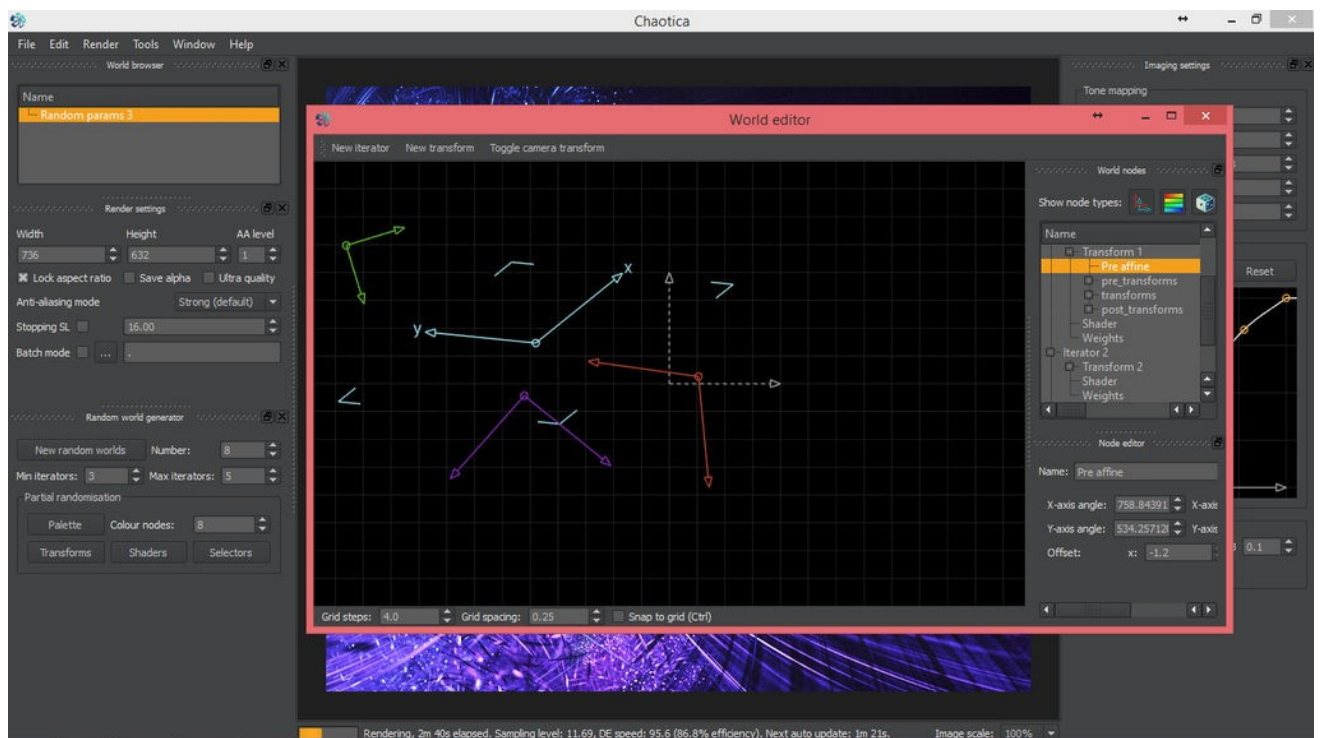 Chaotica
File Edit Render Tools Window Help
World browser
Name
Random params 3
Render settings
Width Height AA level
736 632 1
Lock aspect ratio Save alpha Ultra quality
Anti-aliasing mode Strong (default)
Stopping SL 16.00
Batch mode ... .
Random world generator
New random worlds Number: 8
Min iterators: 3 Max iterators: 5
Partial randomisation
Palette Colour nodes: 8
Transforms Shaders Selectors
World editor
New iterator New transform Toggle camera transform
x
y
Grid steps: 4.0 Grid spacing: 0.25 Snap to grid (Ctrl)
World nodes
Show node types:
Name
Transform 1
Pre affine
pre_transforms
transforms
post_transforms
Shader
Weights
Iterator 2
Transform 2
Shader
Weights
Node editor
Name: Pre affine
X-axis angle: 758.84391 X-axis
Y-axis angle: 534.25712 Y-axis
Offset: x: -1.2
Imaging settings
Tone mapping
Reset
0.1
Rendering, 2m 40s elapsed. Sampling level: 11.69, DE speed: 95.6 (86.8% efficiency). Next auto update: 1m 21s. Image scale: 100%